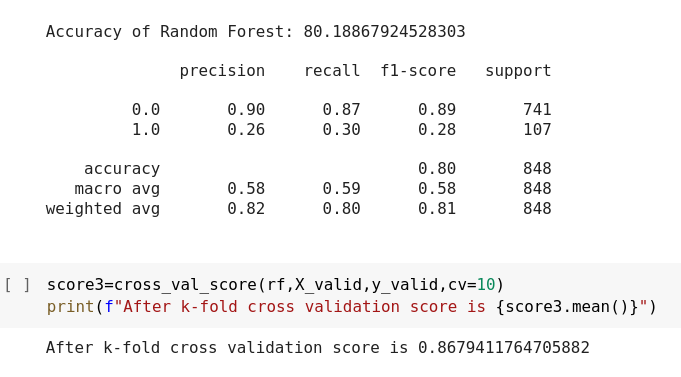 Accuracy of Random Forest: 80.18867924528303
precision recall f1-score support
0.0 0.90 0.87 0.89 741
1.0 0.26 0.30 0.28 107
accuracy 0.80 848
macro avg 0.58 0.59 0.58 848
weighted avg 0.82 0.80 0.81 848
[ ] score3=cross_val_score(rf,X_valid,y_valid,cv=10)
print(f"After k-fold cross validation score is {score3.mean()}")
After k-fold cross validation score is 0.8679411764705882